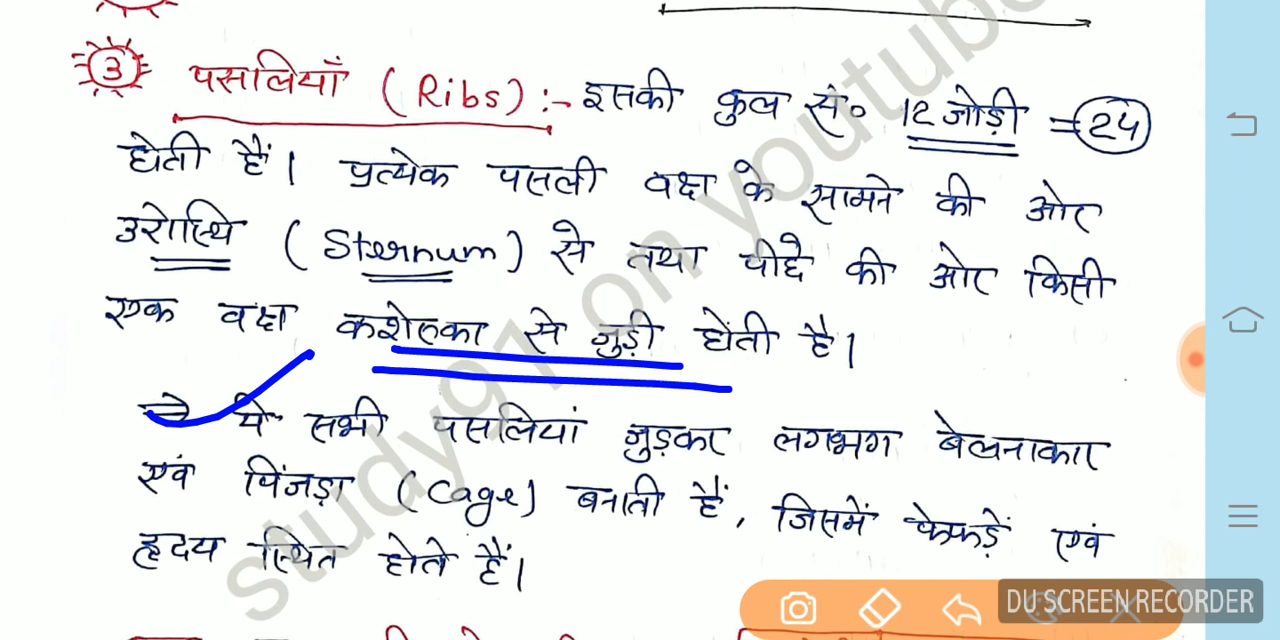 ③ पसलियाँ (Ribs) :- इसकी कुल सं० 12 जोड़ी = 24
होती हैं। प्रत्येक पसली वक्ष के सामने की ओर
उरोस्थि (Sternum) से तथा पीछे की ओर किसी
एक वक्ष कशेरुका से जुड़ी होती है।
⇒ ये सभी पसलियां जुड़कर लगभग बेलनाकार
एवं पिंजड़ा (Cage) बनाती हैं, जिसमें फेफड़ें एवं
हृदय स्थित होते हैं।
study91 on youtube
DU SCREEN RECORDER